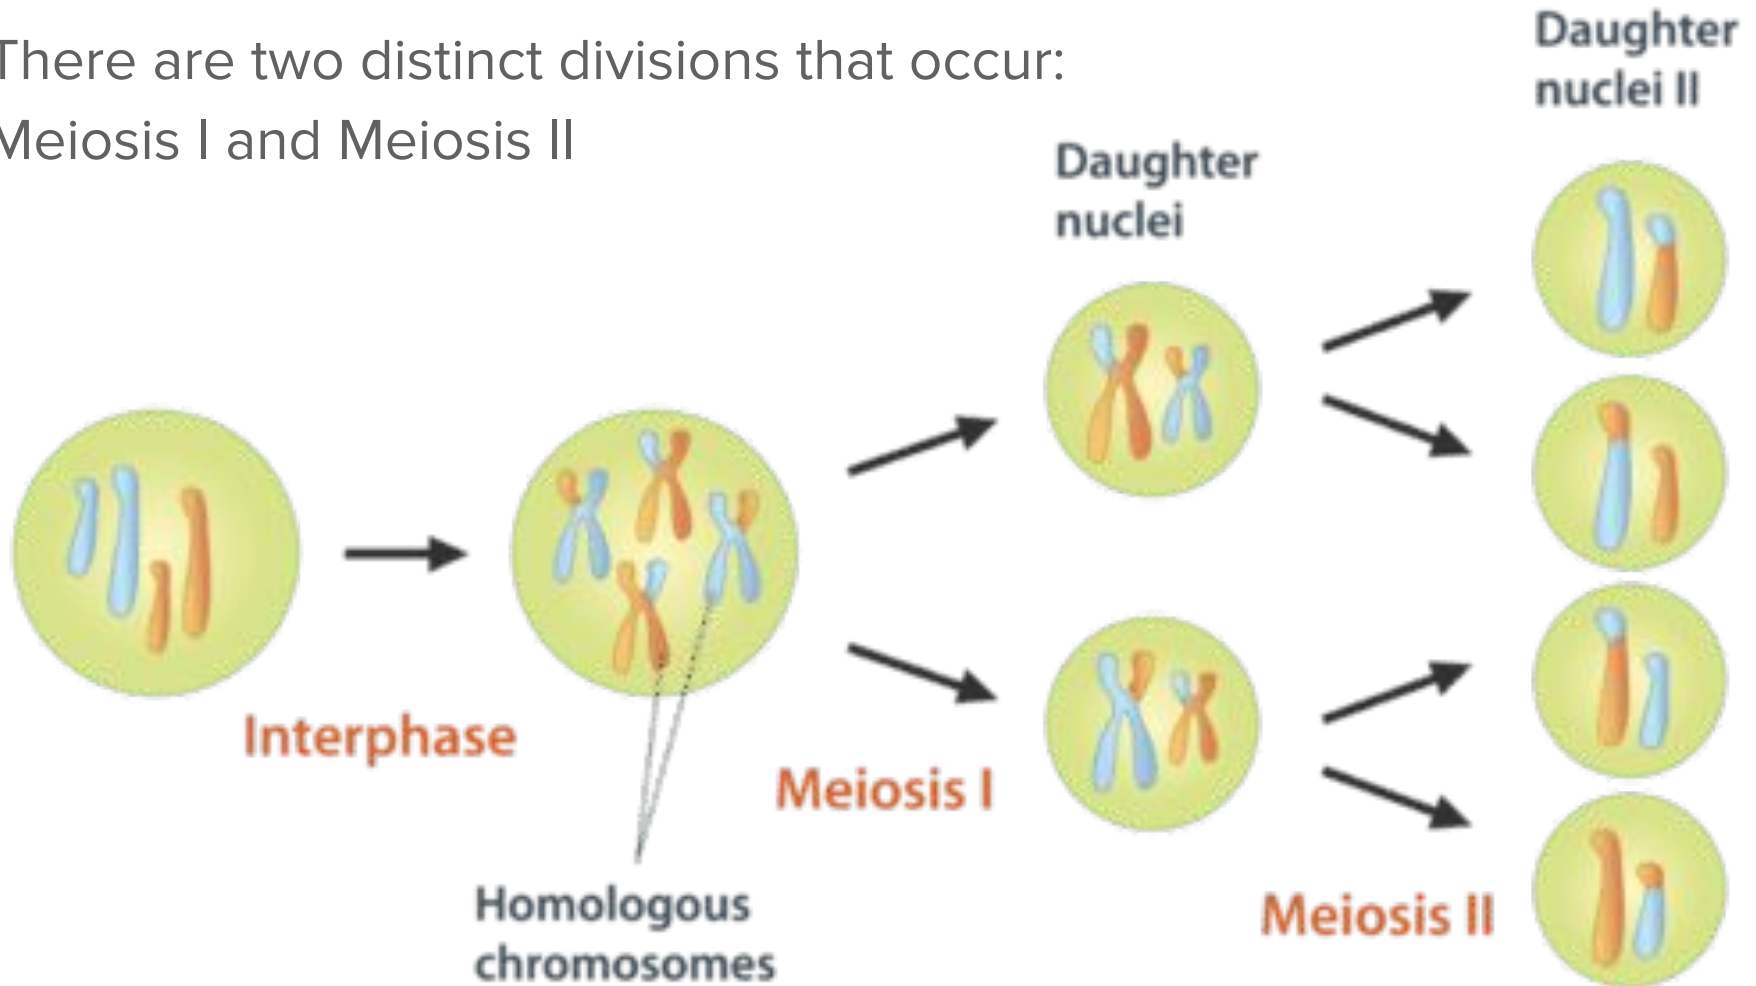 There are two distinct divisions that occur:
Meiosis I and Meiosis II
Daughter
nuclei II
Daughter
nuclei
Interphase
Meiosis I
Homologous
chromosomes
Meiosis II